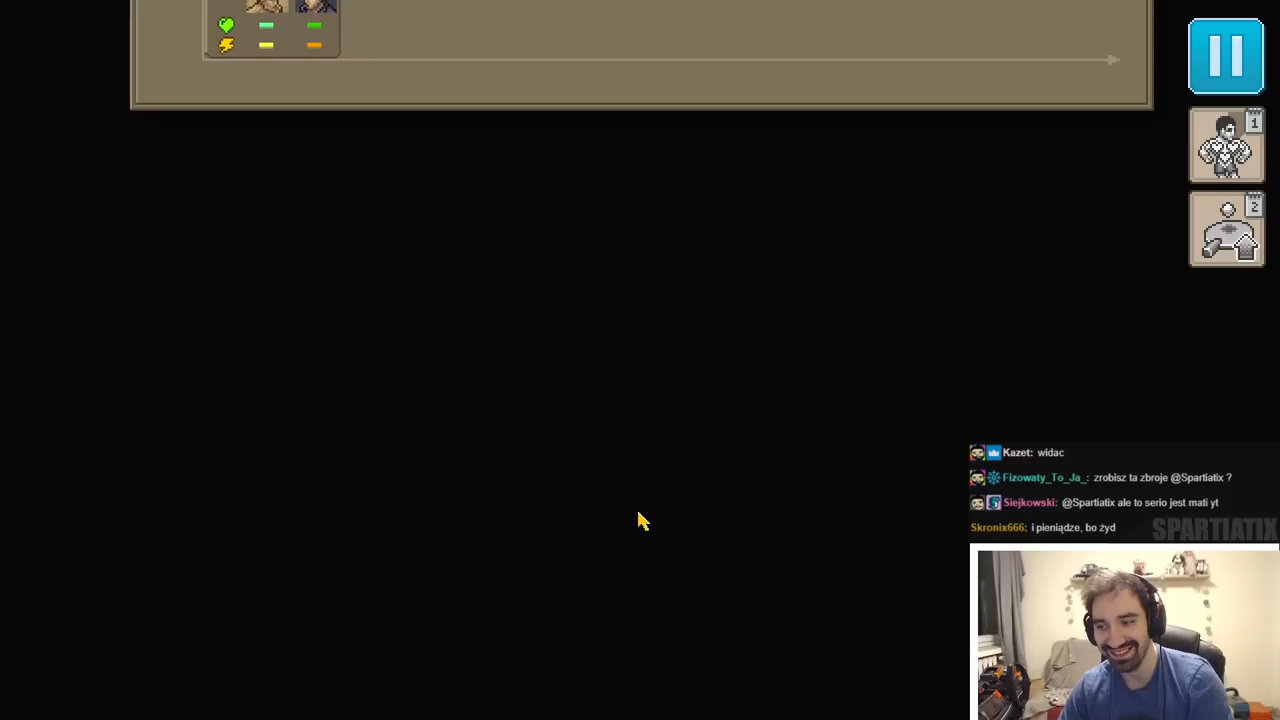 1
2
Kazet: widac
Fizowaty_To_Ja_: zrobisz ta zbroje @Spartiatix ?
Siejkowski: @Spartiatix ale to serio jest mati yt
Skronix666: i pieniądze, bo żyd
SPARTIATIX